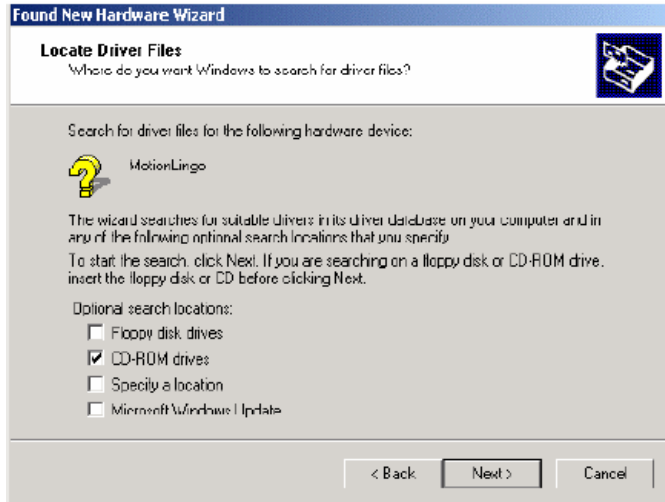 Found New Hardware Wizard
Locate Driver Files
Where do you want Windows to search for driver files?
Search for driver files for the following hardware device:
MotionLingo
The wizard searches for suitable drivers in its driver database on your computer and in
any of the following optional search locations that you specify.
To start the search, click Next. If you are searching on a floppy disk or CD-ROM drive,
insert the floppy disk or CD before clicking Next.
Optional search locations:
Floppy disk drives
CD-ROM drives
Specify a location
Microsoft Windows Update
< Back
Next >
Cancel